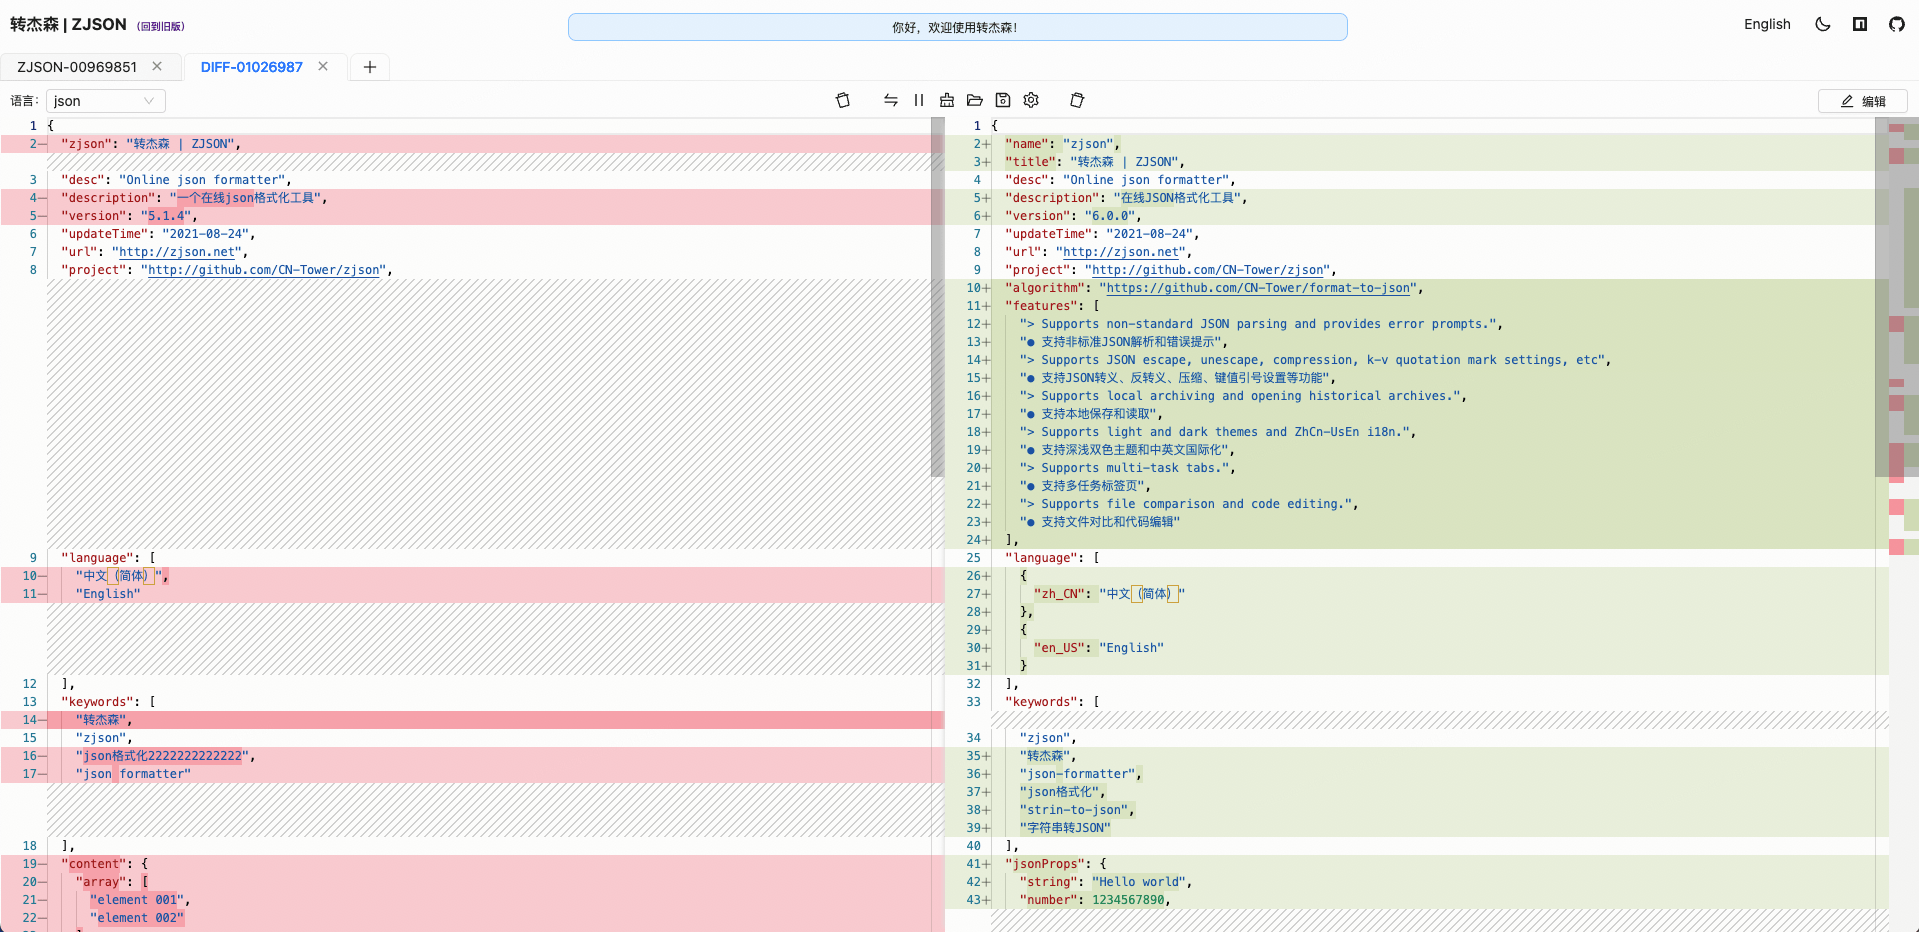 转杰森 | ZJSON (回到旧版)
你好，欢迎使用转杰森！
English
ZJSON-00969851
DIFF-01026987
语言: json
编辑
1 {
2 "zjson": "转杰森 | ZJSON",
3 "desc": "Online json formatter",
4 "description": "一个在线json格式化工具",
5 "version": "5.1.4",
6 "updateTime": "2021-08-24",
7 "url": "http://zjson.net",
8 "project": "http://github.com/CN-Tower/zjson",
9 "language": [
10 "中文（简体）",
11 "English"
12 ],
13 "keywords": [
14 "转杰森",
15 "zjson",
16 "json格式化2222222222222",
17 "json formatter"
18 ],
19 "content": {
20 "array": [
21 "element 001",
22 "element 002"
1 {
2+ "name": "zjson",
3+ "title": "转杰森 | ZJSON",
4 "desc": "Online json formatter",
5+ "description": "在线JSON格式化工具",
6+ "version": "6.0.0",
7 "updateTime": "2021-08-24",
8 "url": "http://zjson.net",
9 "project": "http://github.com/CN-Tower/zjson",
10+ "algorithm": "https://github.com/CN-Tower/format-to-json",
11+ "features": [
12+ "> Supports non-standard JSON parsing and provides error prompts.",
13+ "● 支持非标准JSON解析和错误提示",
14+ "> Supports JSON escape, unescape, compression, k-v quotation mark settings, etc",
15+ "● 支持JSON转义、反转义、压缩、键值引号设置等功能",
16+ "> Supports local archiving and opening historical archives.",
17+ "● 支持本地保存和读取",
18+ "> Supports light and dark themes and ZhCn-UsEn i18n.",
19+ "● 支持深浅双色主题和中英文国际化",
20+ "> Supports multi-task tabs.",
21+ "● 支持多任务标签页",
22+ "> Supports file comparison and code editing.",
23+ "● 支持文件对比和代码编辑"
24+ ],
25 "language": [
26+ {
27+ "zh_CN": "中文（简体）"
28+ },
29+ {
30+ "en_US": "English"
31+ }
32 ],
33 "keywords": [
34 "zjson",
35+ "转杰森",
36+ "json-formatter",
37+ "json格式化",
38+ "strin-to-json",
39+ "字符串转JSON"
40 ],
41+ "jsonProps": {
42+ "string": "Hello world",
43+ "number": 1234567890,